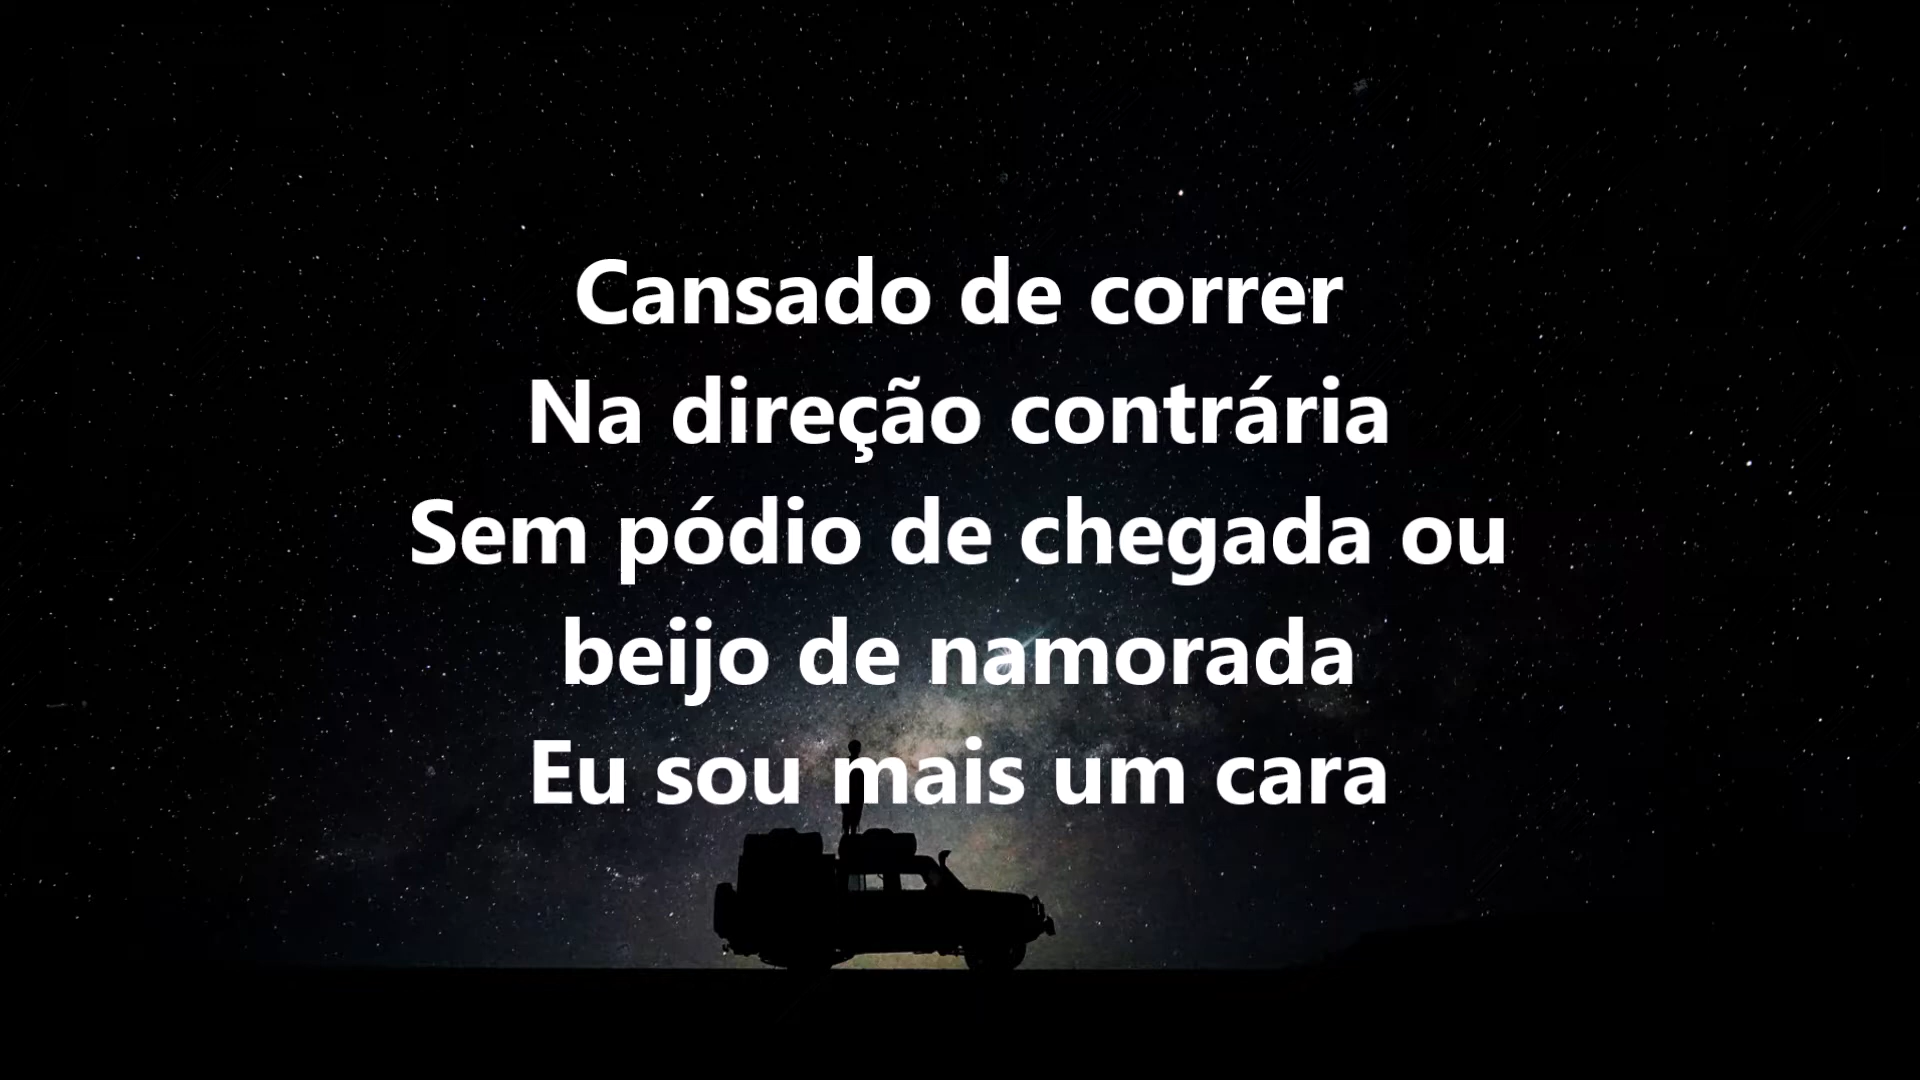 Cansado de correr
Na direção contrária
Sem pódio de chegada ou
beijo de namorada
Eu sou mais um cara